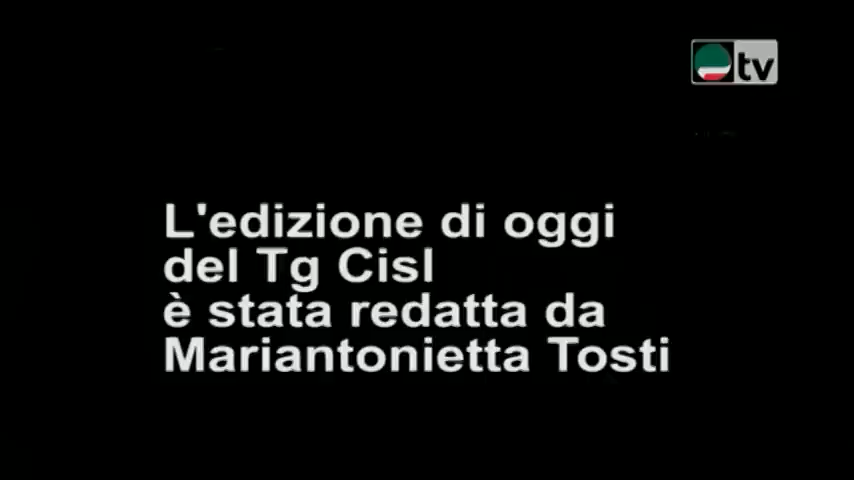 tv
L'edizione di oggi
del Tg Cisl
è stata redatta da
Mariantonietta Tosti